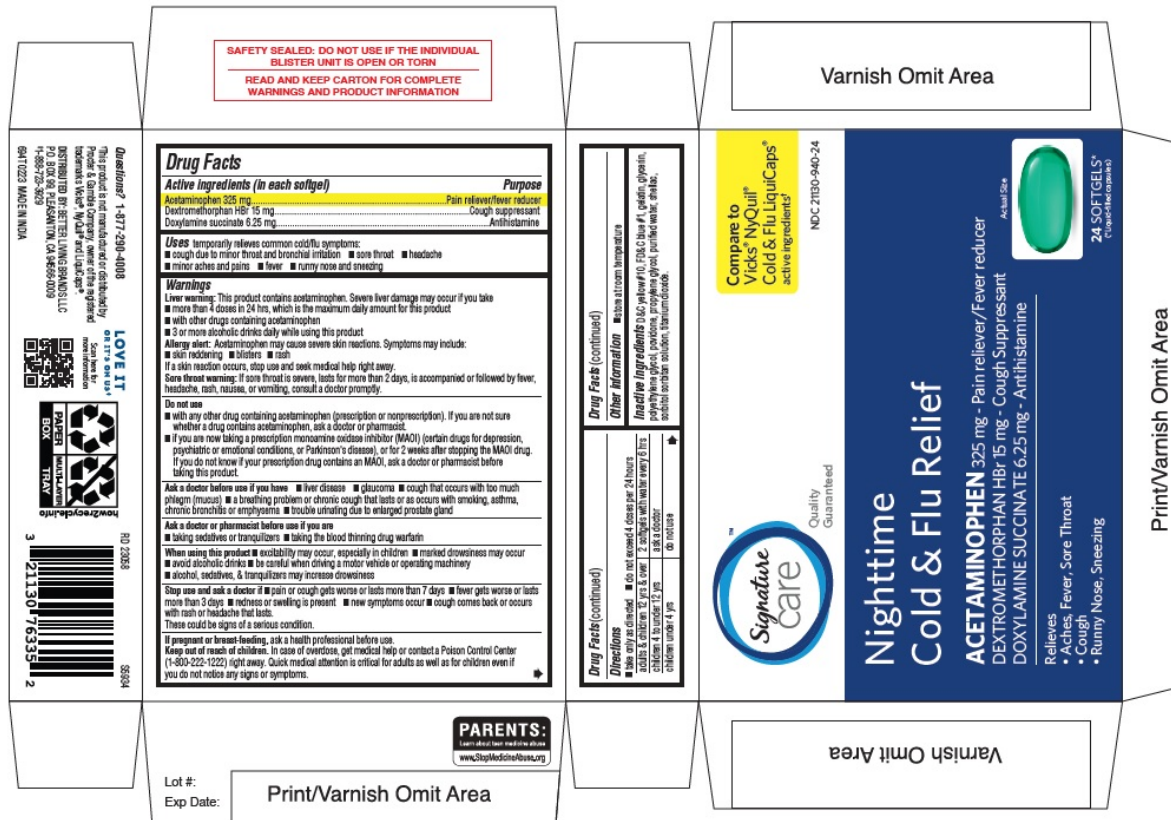 SAFETY SEALED: DO NOT USE IF THE INDIVIDUAL
BLISTER UNIT IS OPEN OR TORN
READ AND KEEP CARTON FOR COMPLETE
WARNINGS AND PRODUCT INFORMATION
Questions? 1-877-290-4008
†This product is not manufactured or distributed by
Procter & Gamble Company, owner of the registered
trademarks Vicks®, NyQuil® and LiquiCaps®.
DISTRIBUTED BY: BETTER LIVING BRANDS LLC
P.O. BOX 99, PLEASANTON, CA 94566-0009
‡1-888-723-3929
694T 0223 MADE IN INDIA
LOVE IT
OR IT'S ON US‡
Scan here for
more information
PAPER
BOX
MULTI-LAYER
TRAY
how2recycle.info
3 21130 76335 2
RD 23058
S5934
Drug Facts
Active ingredients (in each softgel) Purpose
Acetaminophen 325 mg Pain reliever/fever reducer
Dextromethorphan HBr 15 mg Cough suppressant
Doxylamine succinate 6.25 mg Antihistamine
Uses temporarily relieves common cold/flu symptoms:
■ cough due to minor throat and bronchial irritation ■ sore throat ■ headache
■ minor aches and pains ■ fever ■ runny nose and sneezing
Warnings
Liver warning: This product contains acetaminophen. Severe liver damage may occur if you take
■ more than 4 doses in 24 hrs, which is the maximum daily amount for this product
■ with other drugs containing acetaminophen
■ 3 or more alcoholic drinks daily while using this product
Allergy alert: Acetaminophen may cause severe skin reactions. Symptoms may include:
■ skin reddening ■ blisters ■ rash
If a skin reaction occurs, stop use and seek medical help right away.
Sore throat warning: If sore throat is severe, lasts for more than 2 days, is accompanied or followed by fever,
headache, rash, nausea, or vomiting, consult a doctor promptly.
Do not use
■ with any other drug containing acetaminophen (prescription or nonprescription). If you are not sure
whether a drug contains acetaminophen, ask a doctor or pharmacist.
■ if you are now taking a prescription monoamine oxidase inhibitor (MAOI) (certain drugs for depression,
psychiatric or emotional conditions, or Parkinson's disease), or for 2 weeks after stopping the MAOI drug.
If you do not know if your prescription drug contains an MAOI, ask a doctor or pharmacist before
taking this product.
Ask a doctor before use if you have ■ liver disease ■ glaucoma ■ cough that occurs with too much
phlegm (mucus) ■ a breathing problem or chronic cough that lasts or as occurs with smoking, asthma,
chronic bronchitis or emphysema ■ trouble urinating due to enlarged prostate gland
Ask a doctor or pharmacist before use if you are
■ taking sedatives or tranquilizers ■ taking the blood thinning drug warfarin
When using this product ■ excitability may occur, especially in children ■ marked drowsiness may occur
■ avoid alcoholic drinks ■ be careful when driving a motor vehicle or operating machinery
■ alcohol, sedatives, & tranquilizers may increase drowsiness
Stop use and ask a doctor if ■ pain or cough gets worse or lasts more than 7 days ■ fever gets worse or lasts
more than 3 days ■ redness or swelling is present ■ new symptoms occur ■ cough comes back or occurs
with rash or headache that lasts.
These could be signs of a serious condition.
If pregnant or breast-feeding, ask a health professional before use.
Keep out of reach of children. In case of overdose, get medical help or contact a Poison Control Center
(1-800-222-1222) right away. Quick medical attention is critical for adults as well as for children even if
you do not notice any signs or symptoms.
PARENTS:
Learn about teen medicine abuse
www.StopMedicineAbuse.org
Lot #:
Exp Date:
Print/Varnish Omit Area
Drug Facts (continued)
Directions
■ take only as directed ■ do not exceed 4 doses per 24 hours
adults & children 12 yrs & over 2 softgels with water every 6 hrs
children 4 to under 12 yrs ask a doctor
children under 4 yrs do not use
Drug Facts (continued)
Other information ■ store at room temperature
Inactive ingredients D&C yellow #10, FD&C blue #1, gelatin, glycerin,
polyethylene glycol, povidone, propylene glycol, purified water, shellac,
sorbitol sorbitan solution, titanium dioxide.
Varnish Omit Area
Compare to
Vicks® NyQuil®
Cold & Flu LiquiCaps®
active ingredients†
NDC 21130-940-24
Signature
Care
™
Quality
Guaranteed
Nighttime
Cold & Flu Relief
ACETAMINOPHEN 325 mg - Pain reliever/Fever reducer
DEXTROMETHORPHAN HBr 15 mg - Cough Suppressant
DOXYLAMINE SUCCINATE 6.25 mg - Antihistamine
Relieves
• Aches, Fever, Sore Throat
• Cough
• Runny Nose, Sneezing
Actual Size
24 SOFTGELS*
(*Liquid-filled capsules)
Varnish Omit Area
Print/Varnish Omit Area